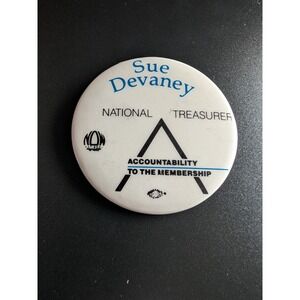 Sue
Devaney
NATIONAL TREASURER
ACCOUNTABILITY
TO THE MEMBERSHIP